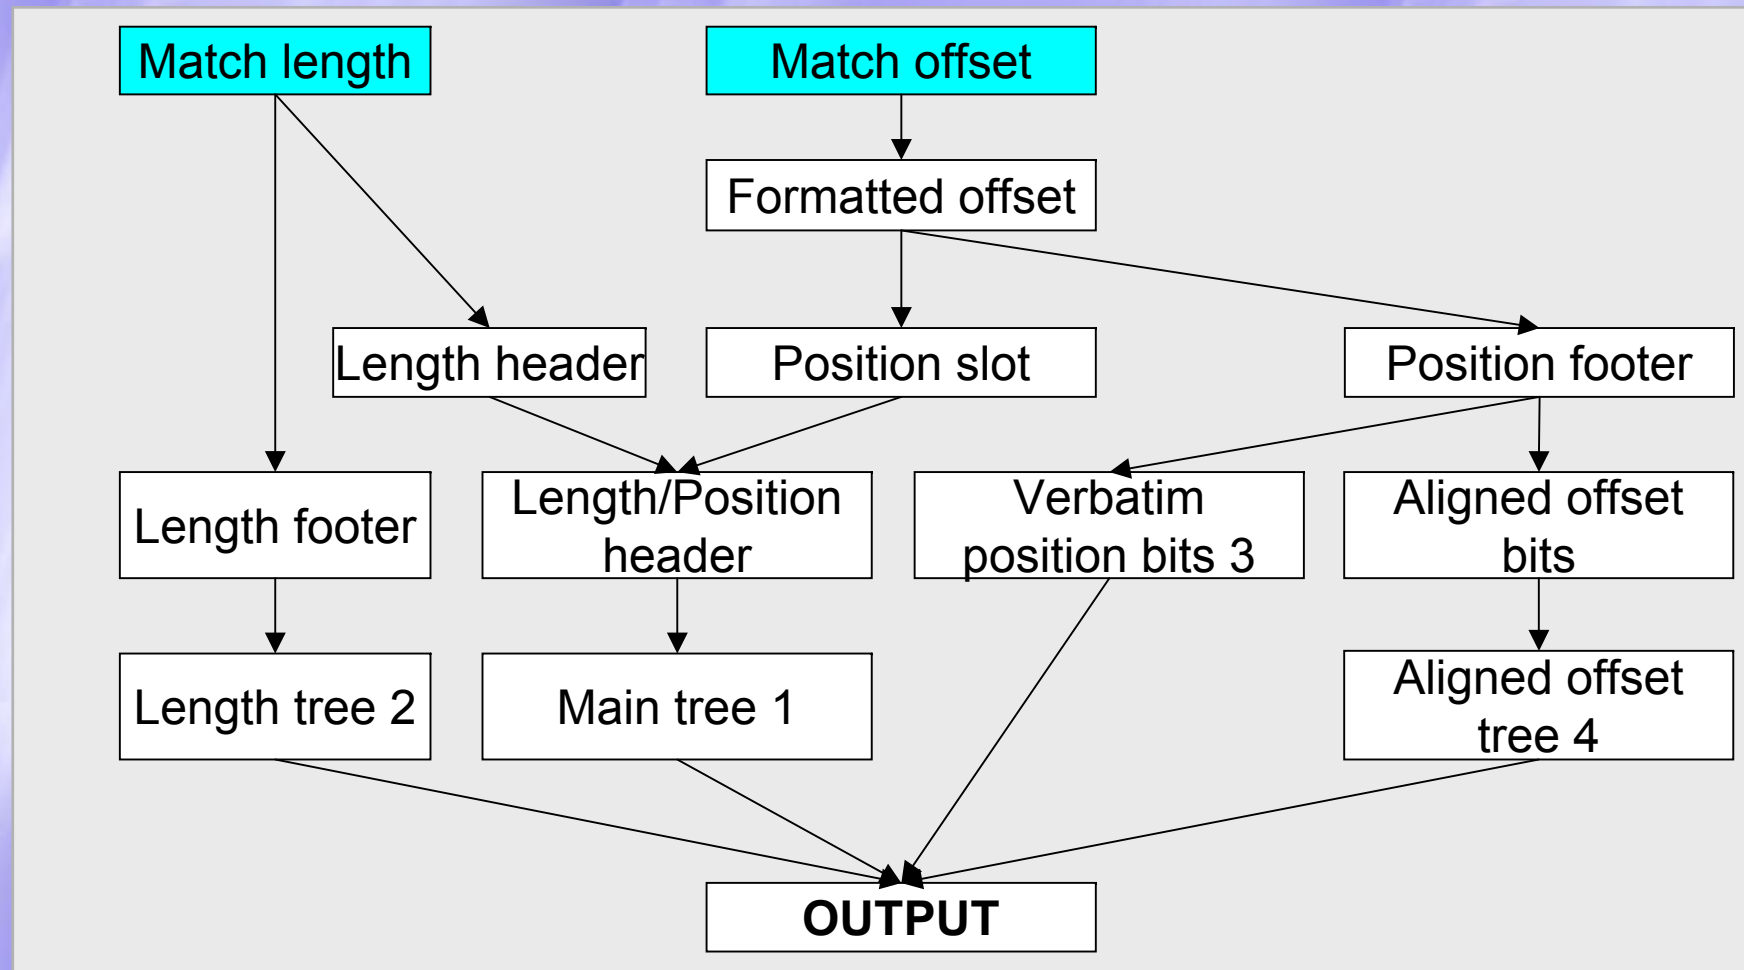 Match length
Match offset
Formatted offset
Length header
Position slot
Position footer
Length footer
Length/Position
header
Verbatim
position bits 3
Aligned offset
bits
Length tree 2
Main tree 1
Aligned offset
tree 4
OUTPUT